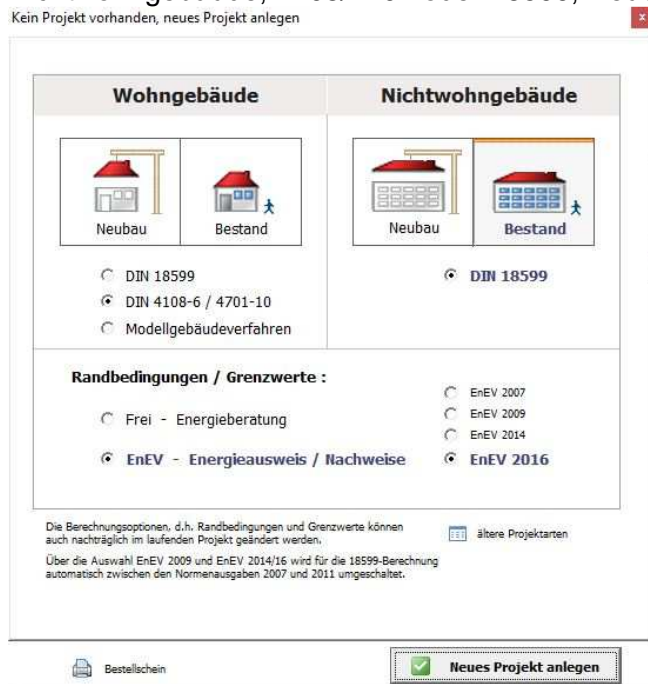 Kein Projekt vorhanden, neues Projekt anlegen
x
Wohngebäude
Nichtwohngebäude
Neubau
Bestand
Neubau
Bestand
DIN 18599
DIN 4108-6 / 4701-10
Modellgebäudeverfahren
DIN 18599
Randbedingungen / Grenzwerte :
Frei - Energieberatung
EnEV - Energieausweis / Nachweise
EnEV 2007
EnEV 2009
EnEV 2014
EnEV 2016
Die Berechnungsoptionen, d.h. Randbedingungen und Grenzwerte können
auch nachträglich im laufenden Projekt geändert werden.
ältere Projektarten
Über die Auswahl EnEV 2009 und EnEV 2014/16 wird für die 18599-Berechnung
automatisch zwischen den Normenausgaben 2007 und 2011 umgeschaltet.
Bestellschein
Neues Projekt anlegen